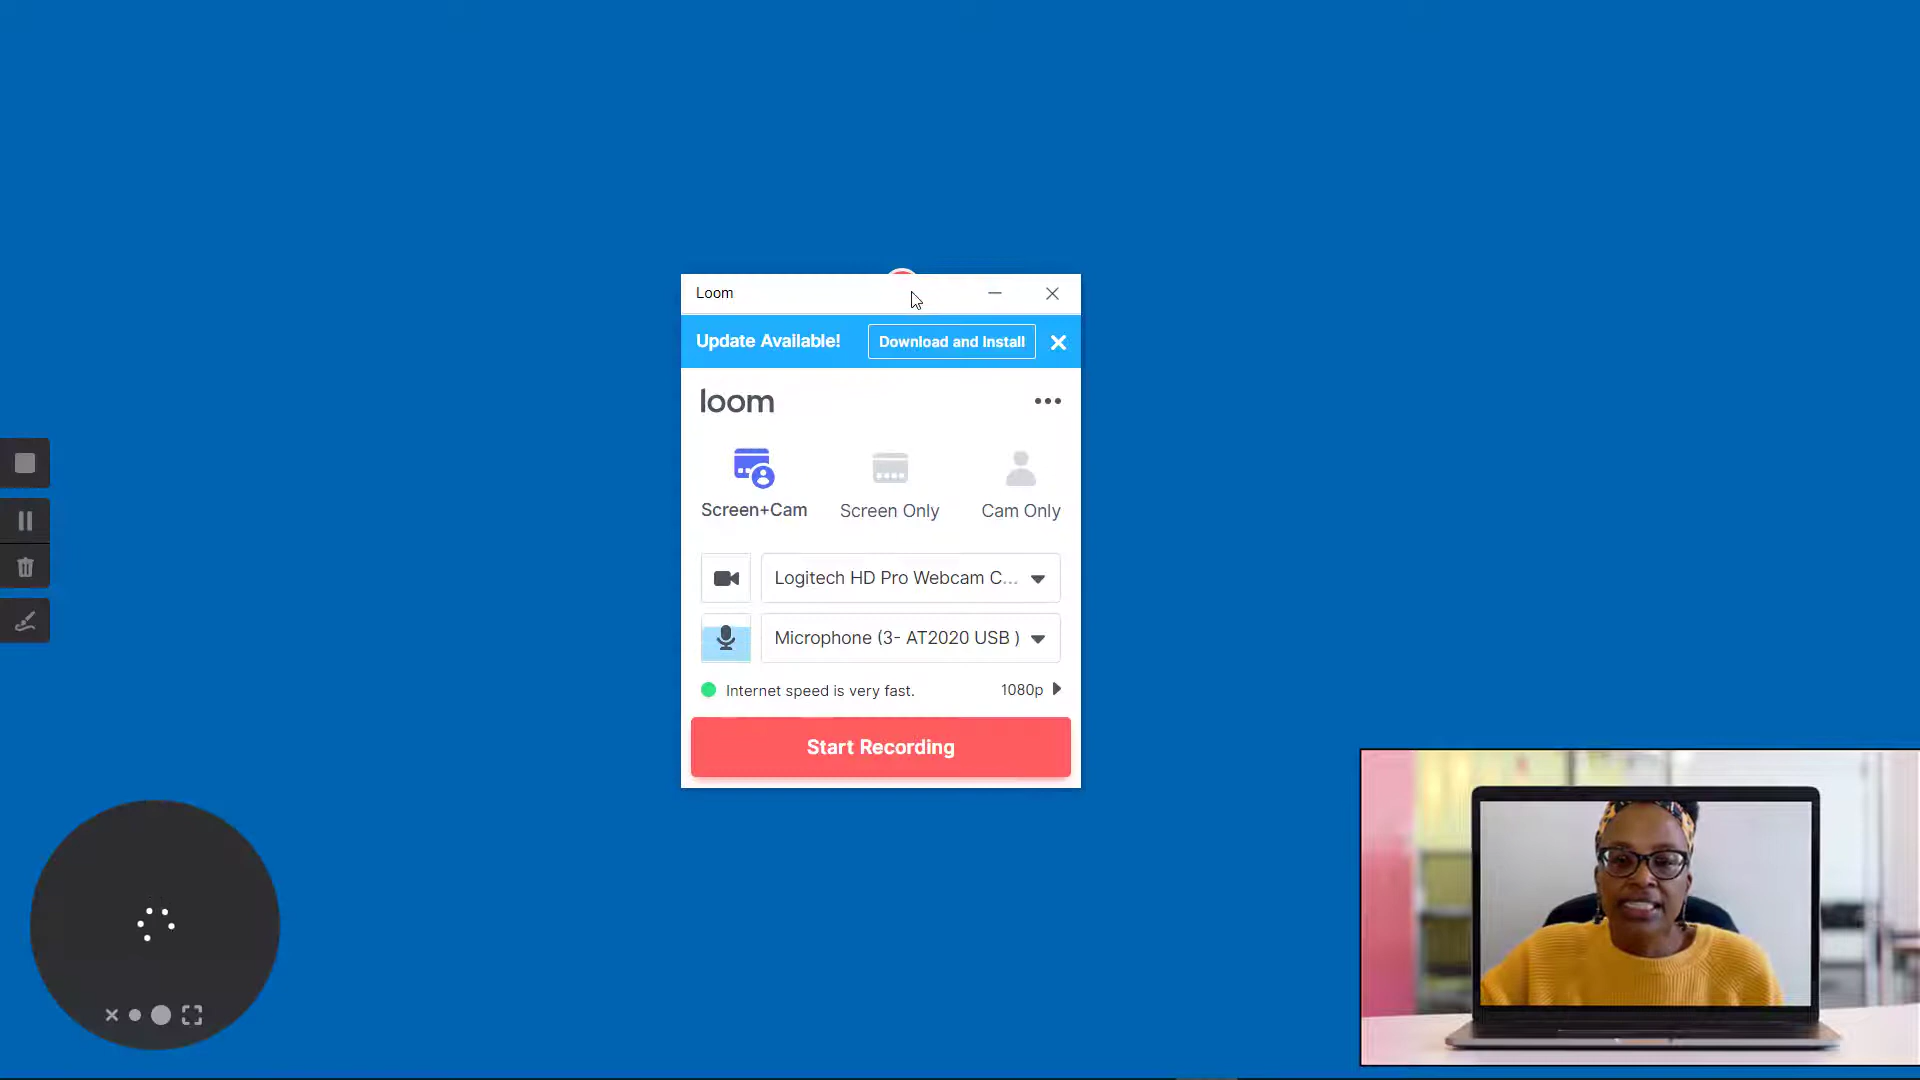 Loom
Update Available! Download and Install
loom
Screen+Cam Screen Only Cam Only
Logitech HD Pro Webcam C...
Microphone (3- AT2020 USB )
Internet speed is very fast. 1080p
Start Recording